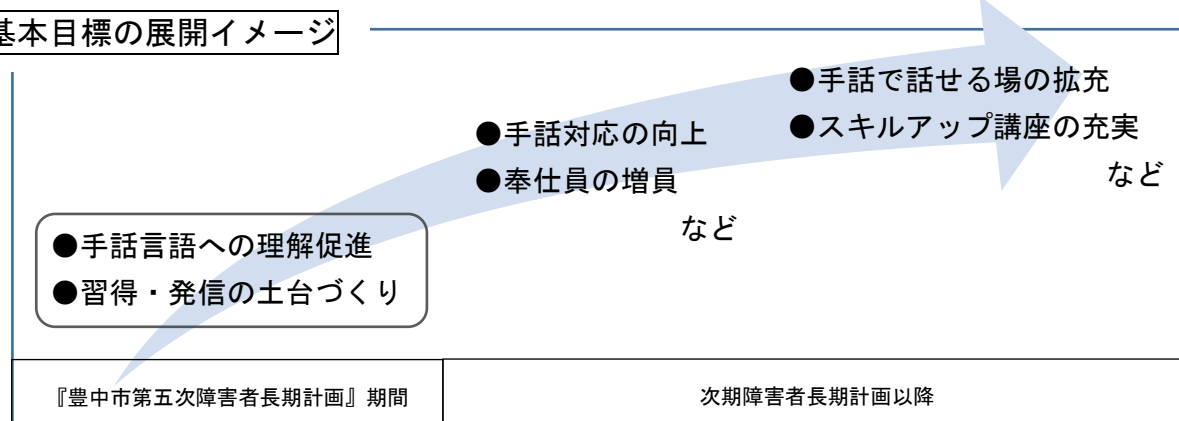 基本目標の展開イメージ
●手話で話せる場の拡充
●スキルアップ講座の充実
など
●手話対応の向上
●奉仕員の増員
など
●手話言語への理解促進
●習得・発信の土台づくり
『豊中市第五次障害者長期計画』期間
次期障害者長期計画以降